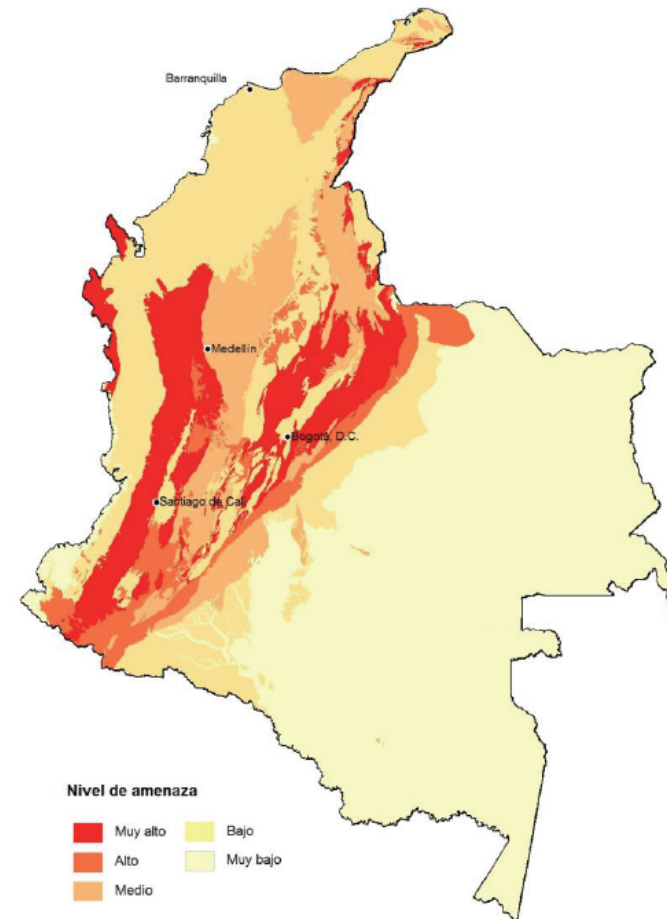 Barranquilla
Medellín
Bogotá, D.C.
Santiago de Cali
Nivel de amenaza
Muy alto
Bajo
Alto
Muy bajo
Medio